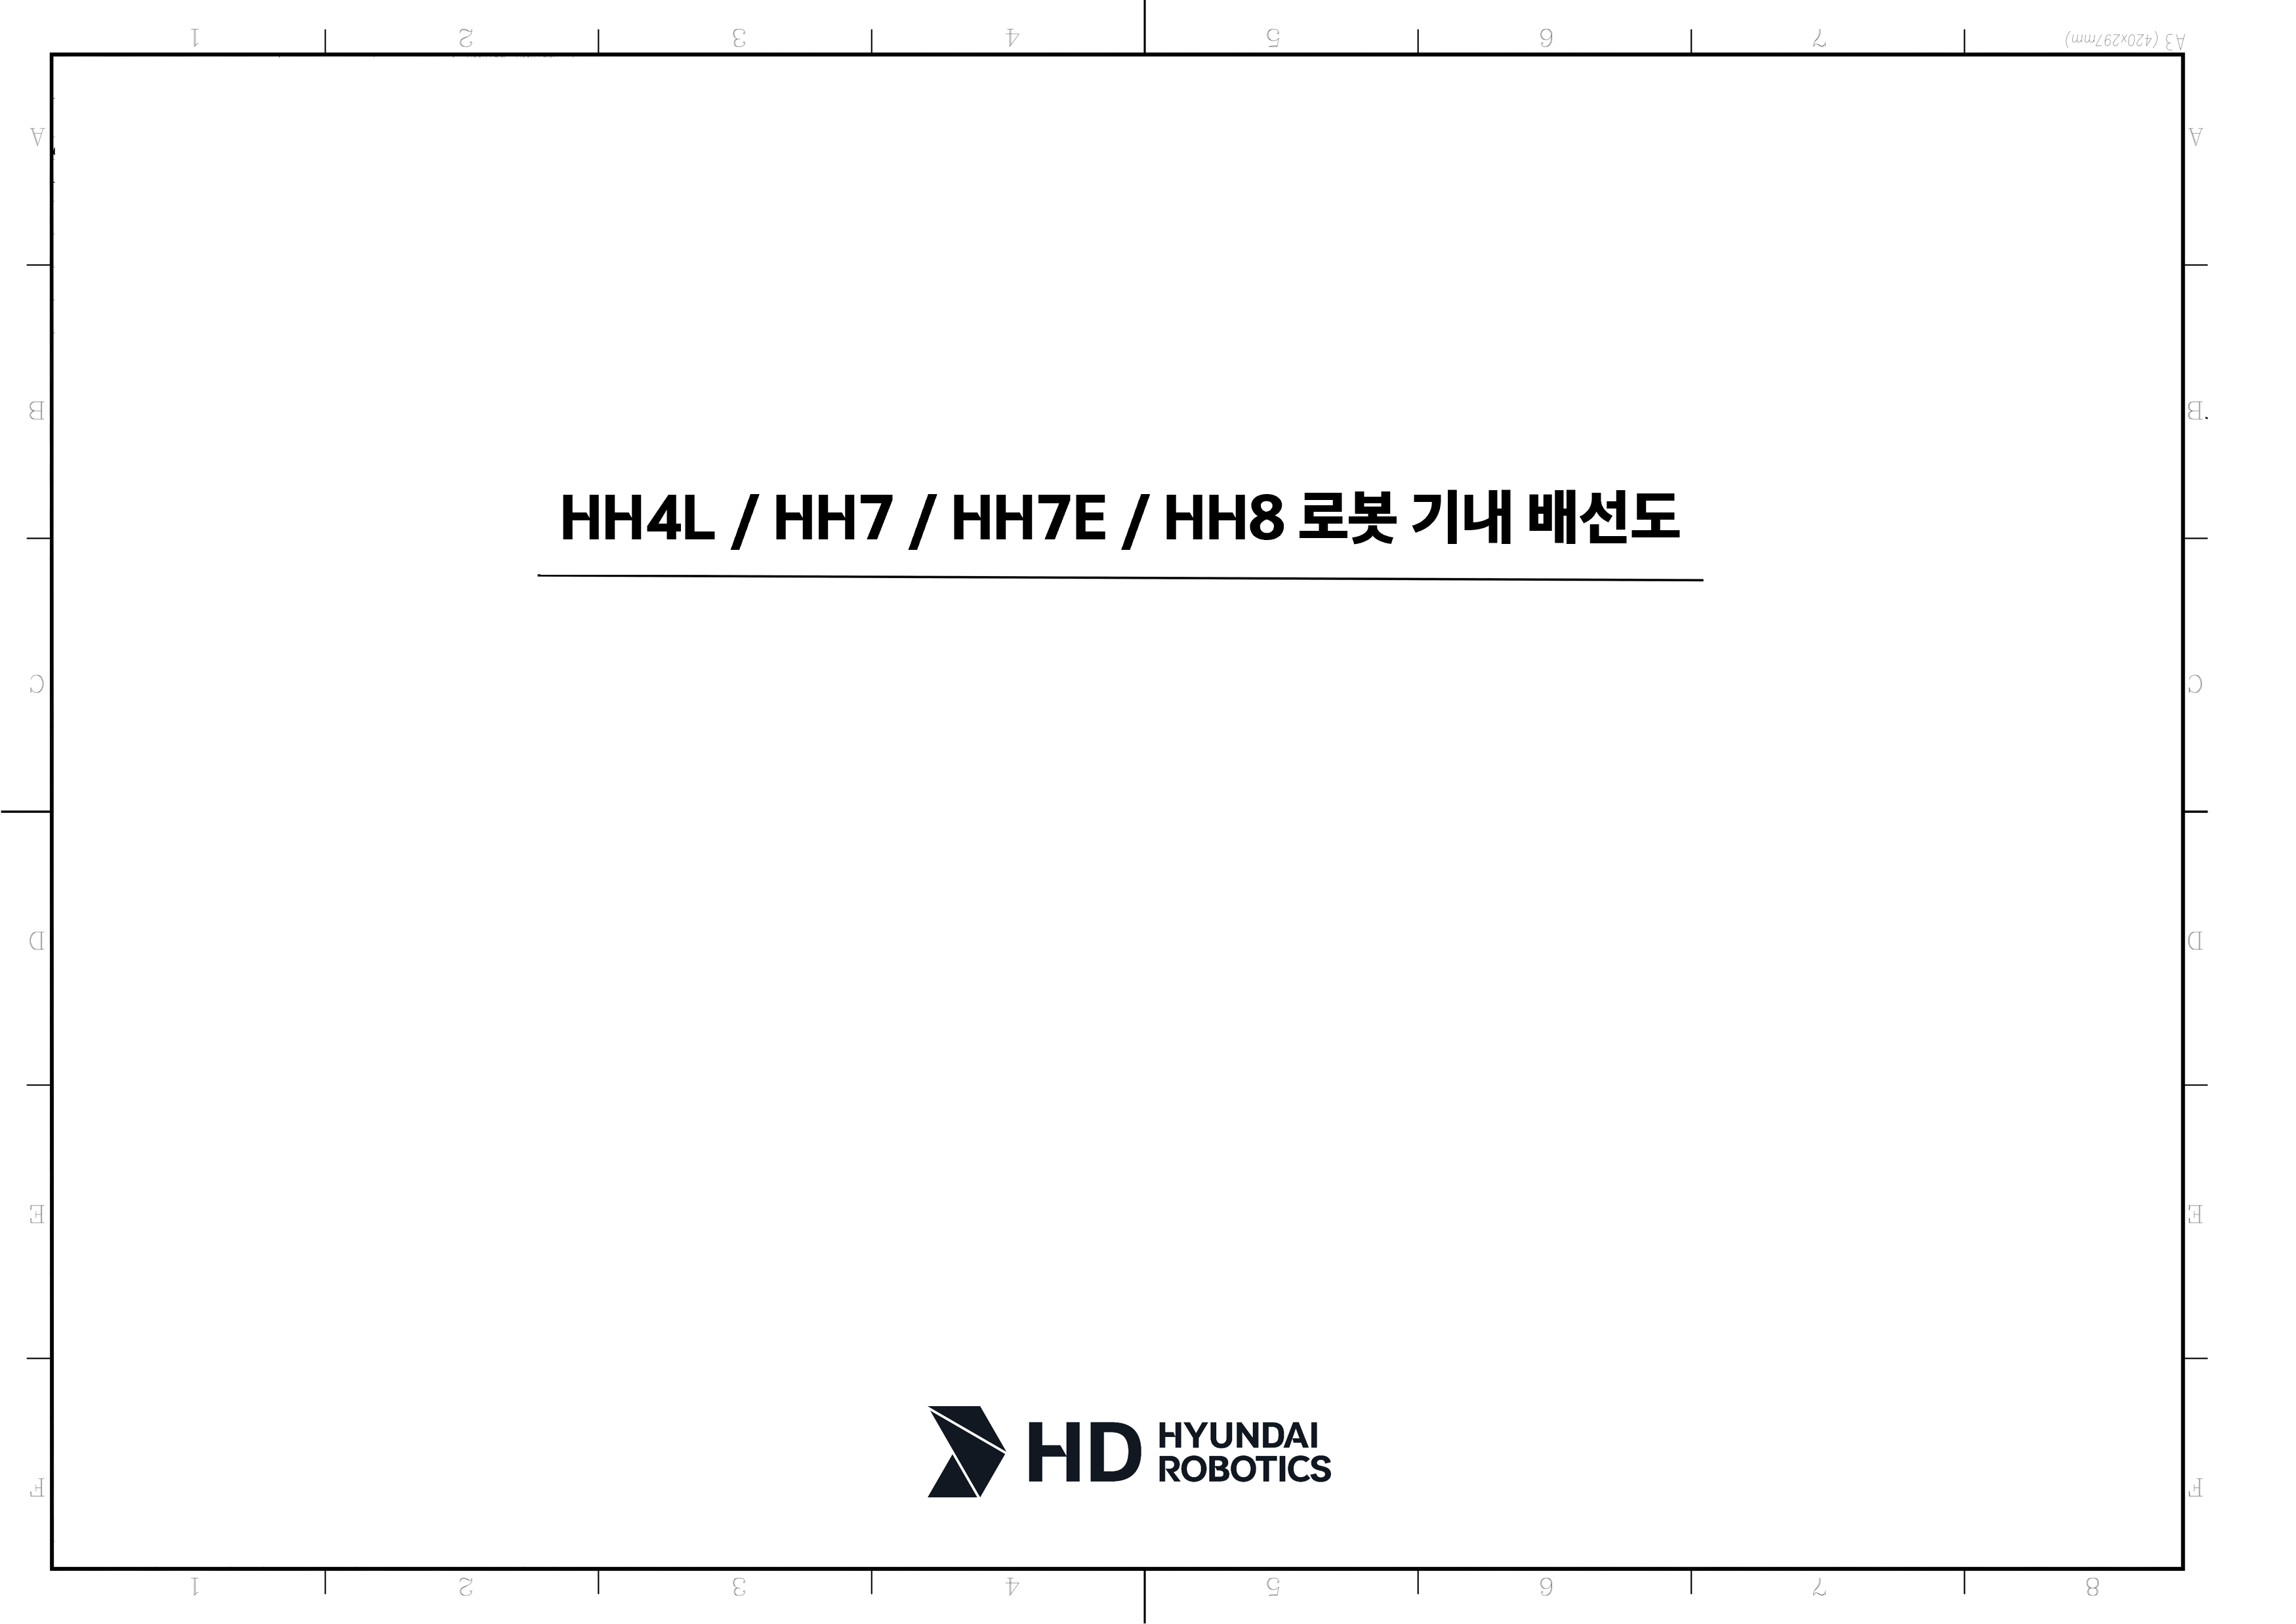 1 2 3 4 5 6 7 A3 (420x297mm)
A A
B B
HH4L / HH7 / HH7E / HH8 로봇 기내 배선도
C C
D D
E E
HD HYUNDAI
ROBOTICS
F F
1 2 3 4 5 6 7 8